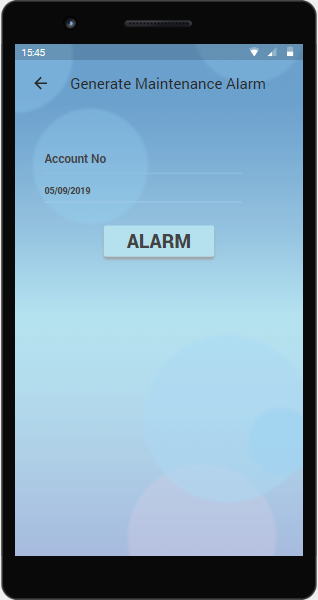 15:45
Generate Maintenance Alarm
Account No
05/09/2019
ALARM